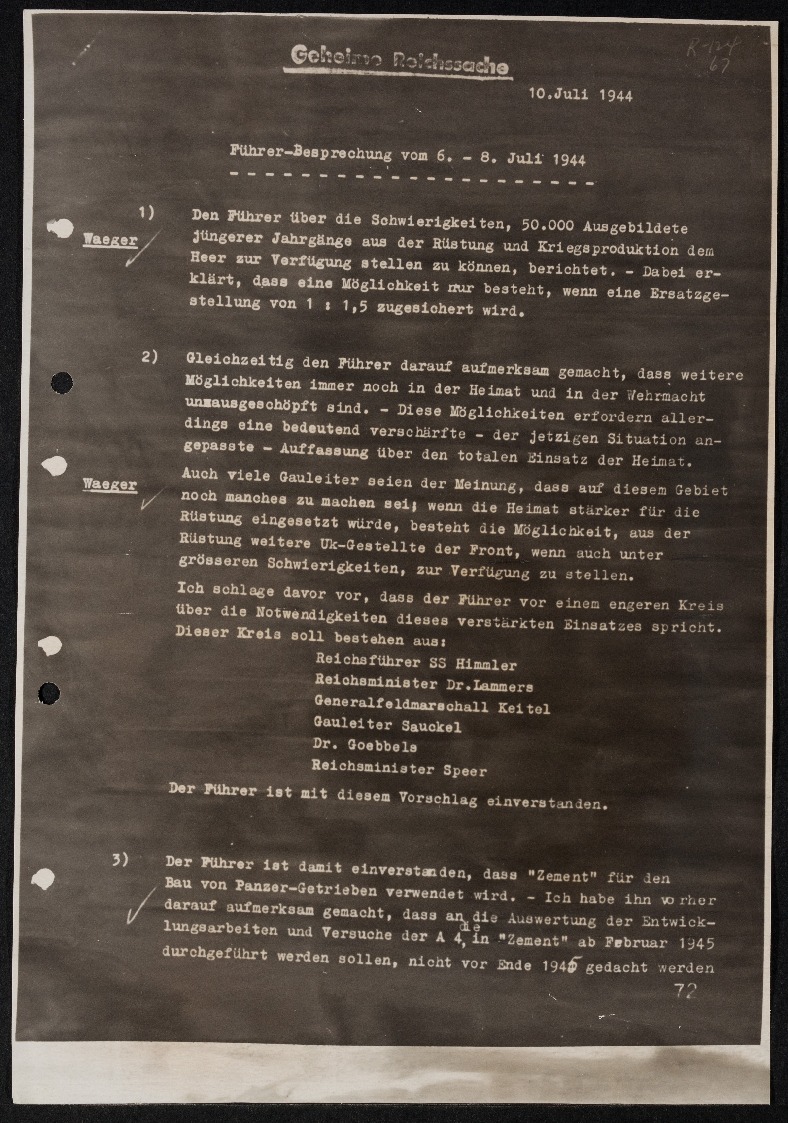 Geheime Reichssache
R-124
67
10.Juli 1944
Führer-Besprechung vom 6. - 8. Juli 1944
1) Den Führer über die Schwierigkeiten, 50.000 Ausgebildete
Waeger jüngerer Jahrgänge aus der Rüstung und Kriegsproduktion dem
Heer zur Verfügung stellen zu können, berichtet. - Dabei er-
klärt, dass eine Möglichkeit nur besteht, wenn eine Ersatzge-
stellung von 1 : 1,5 zugesichert wird.
2) Gleichzeitig den Führer darauf aufmerksam gemacht, dass weitere
Möglichkeiten immer noch in der Heimat und in der Wehrmacht
unausgeschöpft sind. - Diese Möglichkeiten erfordern aller-
dings eine bedeutend verschärfte - der jetzigen Situation an-
gepasste - Auffassung über den totalen Einsatz der Heimat.
Waeger Auch viele Gauleiter seien der Meinung, dass auf diesem Gebiet
noch manches zu machen sei; wenn die Heimat stärker für die
Rüstung eingesetzt würde, besteht die Möglichkeit, aus der
Rüstung weitere Uk-Gestellte der Front, wenn auch unter
grösseren Schwierigkeiten, zur Verfügung zu stellen.
Ich schlage davor vor, dass der Führer vor einem engeren Kreis
über die Notwendigkeiten dieses verstärkten Einsatzes spricht.
Dieser Kreis soll bestehen aus:
Reichsführer SS Himmler
Reichsminister Dr.Lammers
Generalfeldmarschall Keitel
Gauleiter Sauckel
Dr. Goebbels
Reichsminister Speer
Der Führer ist mit diesem Vorschlag einverstanden.
3) Der Führer ist damit einverstanden, dass "Zement" für den
Bau von Panzer-Getrieben verwendet wird. - Ich habe ihn vorher
darauf aufmerksam gemacht, dass an die Auswertung der Entwick-
lungsarbeiten und Versuche der A 4, die in "Zement" ab Februar 1945
durchgeführt werden sollen, nicht vor Ende 1945 gedacht werden
72